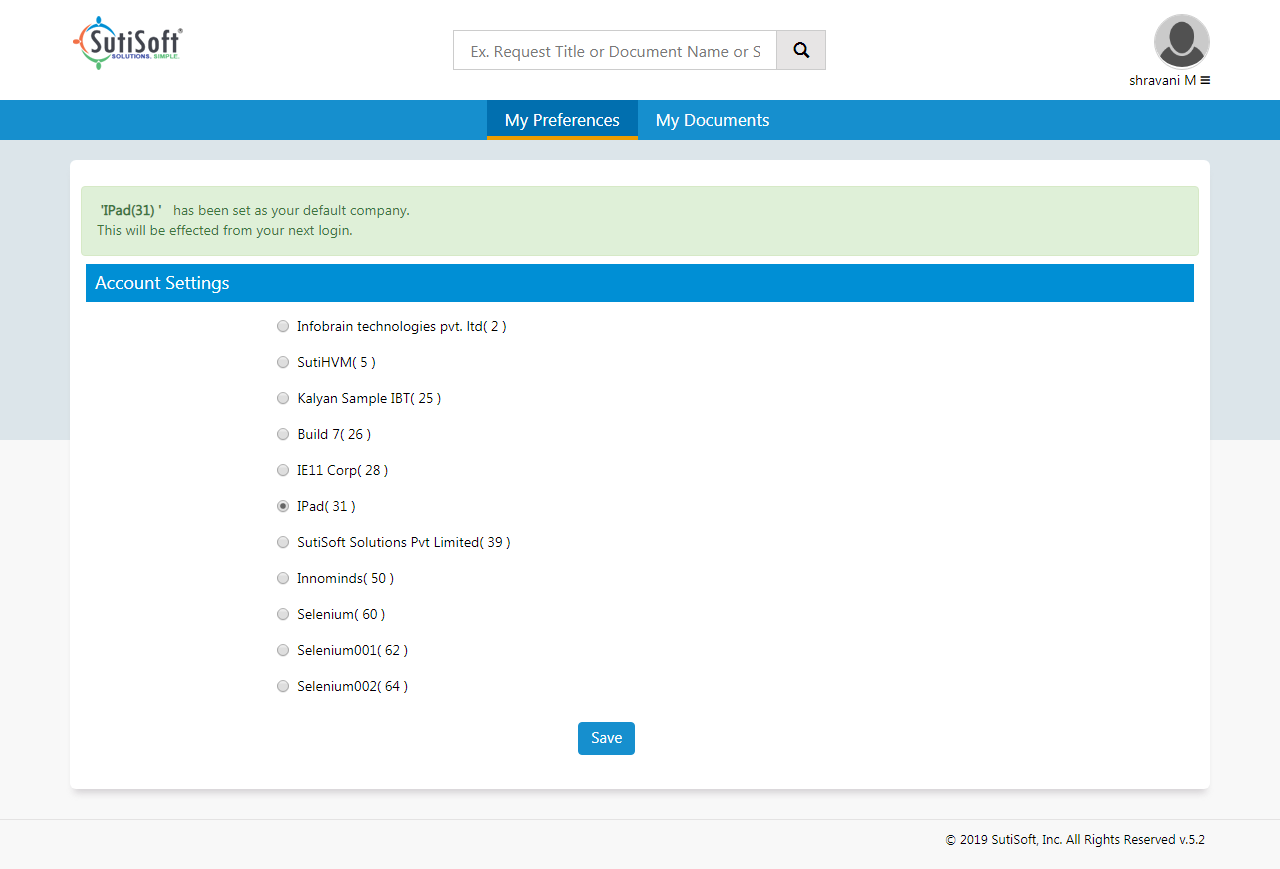 SutiSoft®
SOLUTIONS. SIMPLE.
Ex. Request Title or Document Name or S
shravani M
My Preferences
My Documents
'IPad(31) ' has been set as your default company.
This will be effected from your next login.
Account Settings
Infobrain technologies pvt. ltd( 2 )
SutiHVM( 5 )
Kalyan Sample IBT( 25 )
Build 7( 26 )
IE11 Corp( 28 )
IPad( 31 )
SutiSoft Solutions Pvt Limited( 39 )
Innominds( 50 )
Selenium( 60 )
Selenium001( 62 )
Selenium002( 64 )
Save
© 2019 SutiSoft, Inc. All Rights Reserved v.5.2